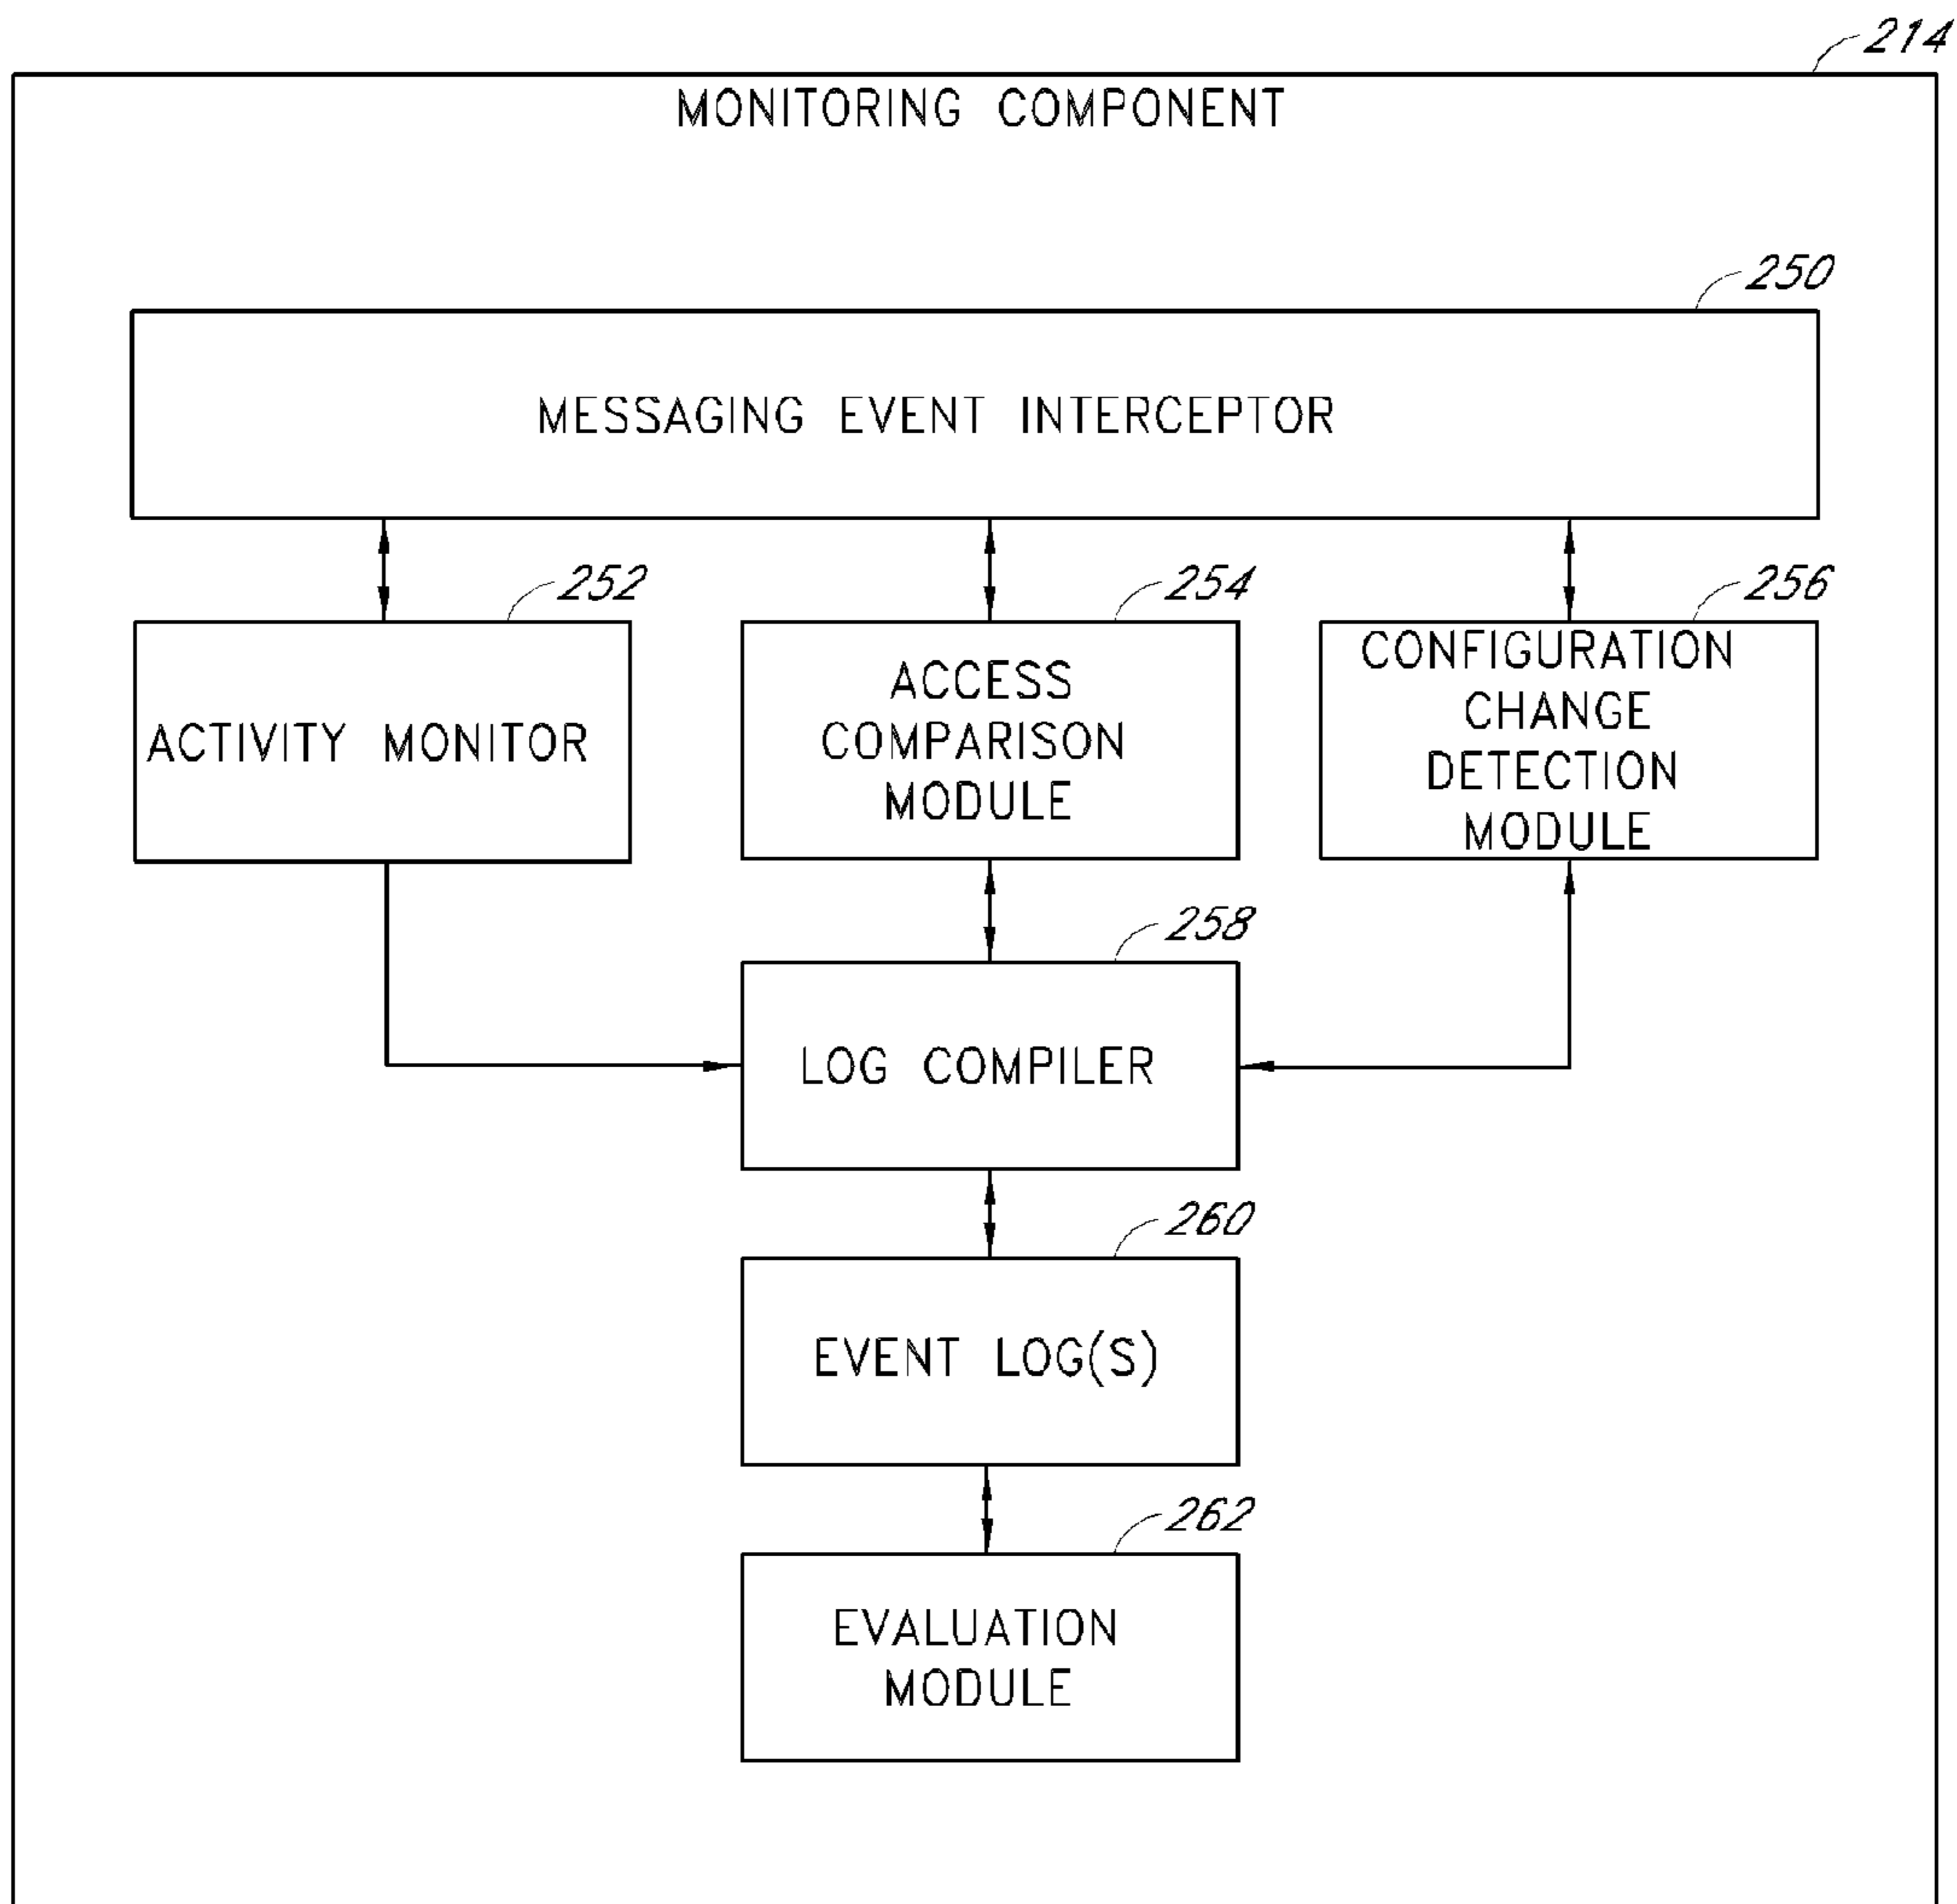 214
MONITORING COMPONENT
250
MESSAGING EVENT INTERCEPTOR
252
254
256
ACTIVITY MONITOR
ACCESS
COMPARISON
MODULE
CONFIGURATION
CHANGE
DETECTION
MODULE
258
LOG COMPILER
260
EVENT LOG(S)
262
EVALUATION
MODULE